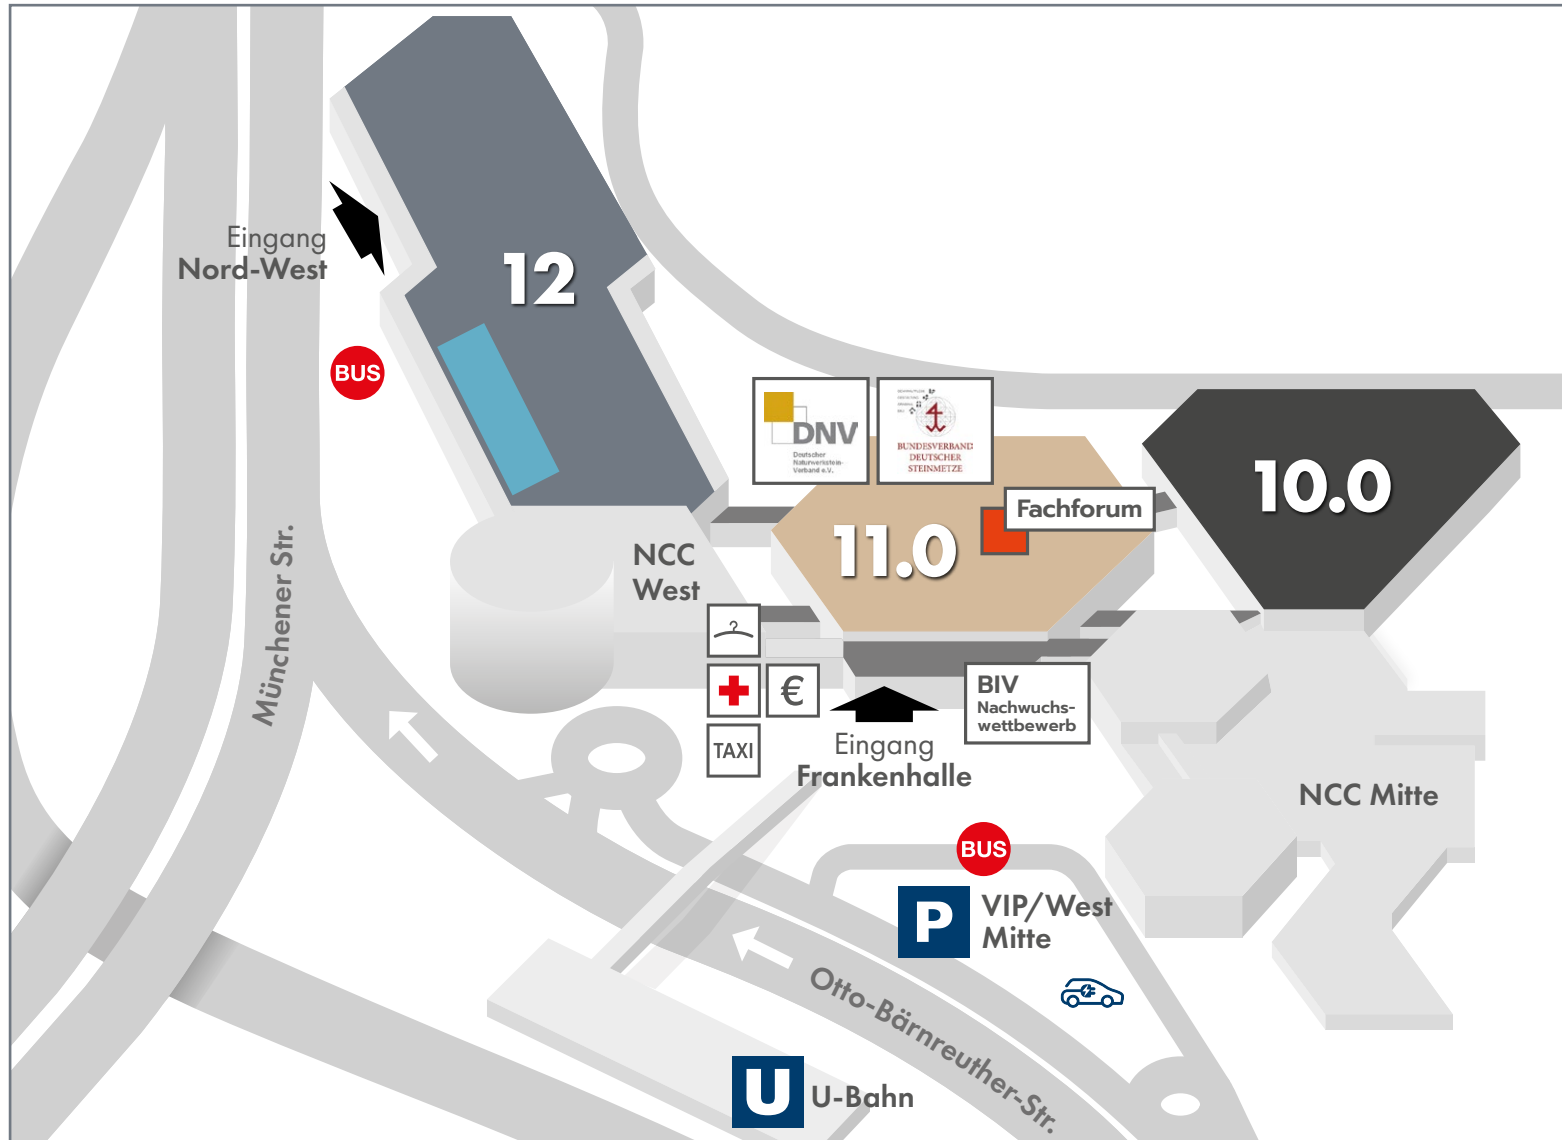 12
Eingang
Nord-West
BUS
DNV
Deutscher
Naturwerkstein-
Verband e.V.
BUNDESVERBAND
DEUTSCHER
STEINMETZE
10.0
Fachforum
11.0
NCC
West
Münchener Str.
€
TAXI
BIV
Nachwuchs-
wettbewerb
Eingang
Frankenhalle
NCC Mitte
BUS
P
VIP/West
Mitte
Otto-Bärnreuther-Str.
U
U-Bahn